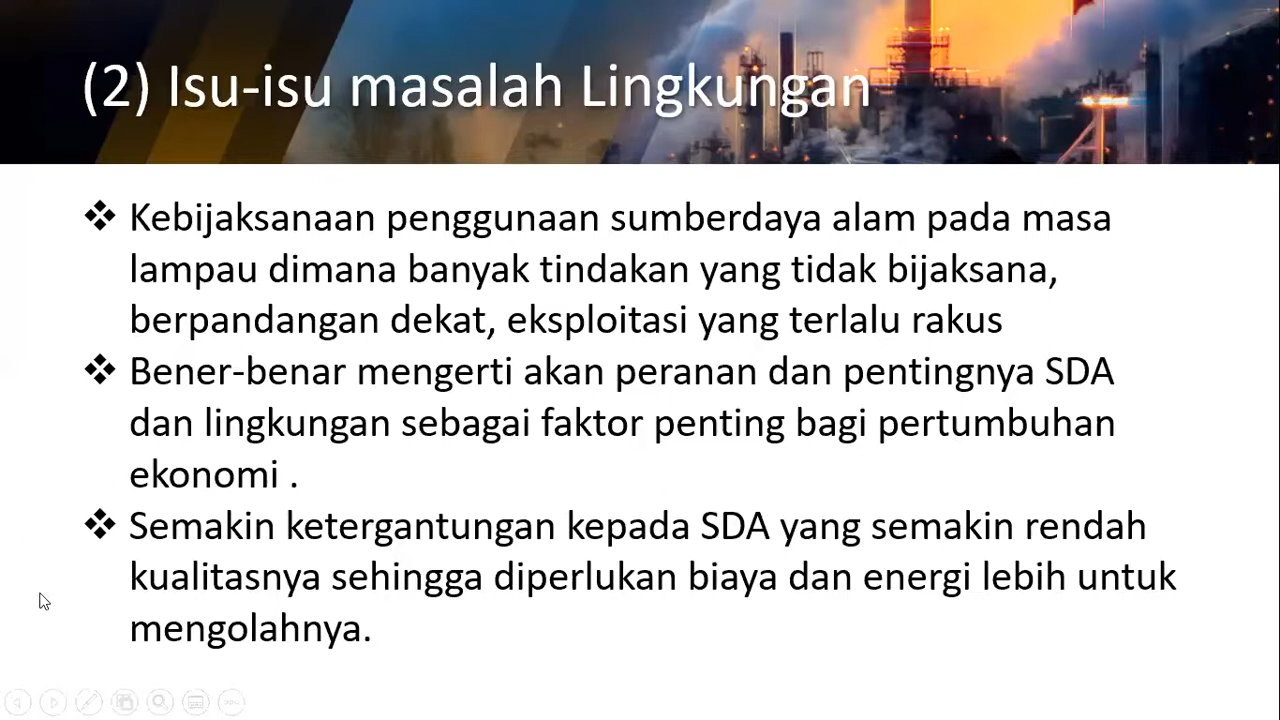 (2) Isu-isu masalah Lingkungan
❖ Kebijaksanaan penggunaan sumberdaya alam pada masa
lampau dimana banyak tindakan yang tidak bijaksana,
berpandangan dekat, eksploitasi yang terlalu rakus
❖ Bener-benar mengerti akan peranan dan pentingnya SDA
dan lingkungan sebagai faktor penting bagi pertumbuhan
ekonomi .
❖ Semakin ketergantungan kepada SDA yang semakin rendah
kualitasnya sehingga diperlukan biaya dan energi lebih untuk
mengolahnya.